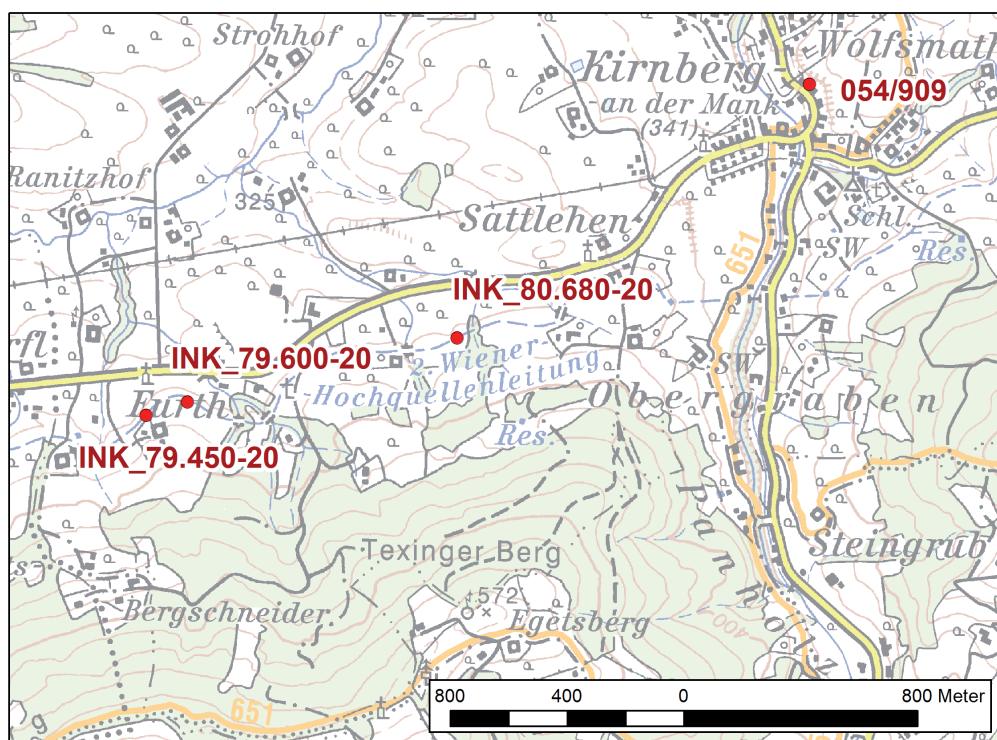 Strohhof
Wolfsmath
Kirnberg
054/909
an der Mank
(341)
Ranitzhof
325
Sattlehen
Schl.
SW
651
Res.
INK_80.680-20
INK_79.600-20
2. Wiener-
Hochquellenleitung
SW
Furth
Obergraben
Res.
INK_79.450-20
Panholz
Texinger Berg
Steingrub
572
Bergschneider
Egelsberg
400
651
800 400 0 800 Meter